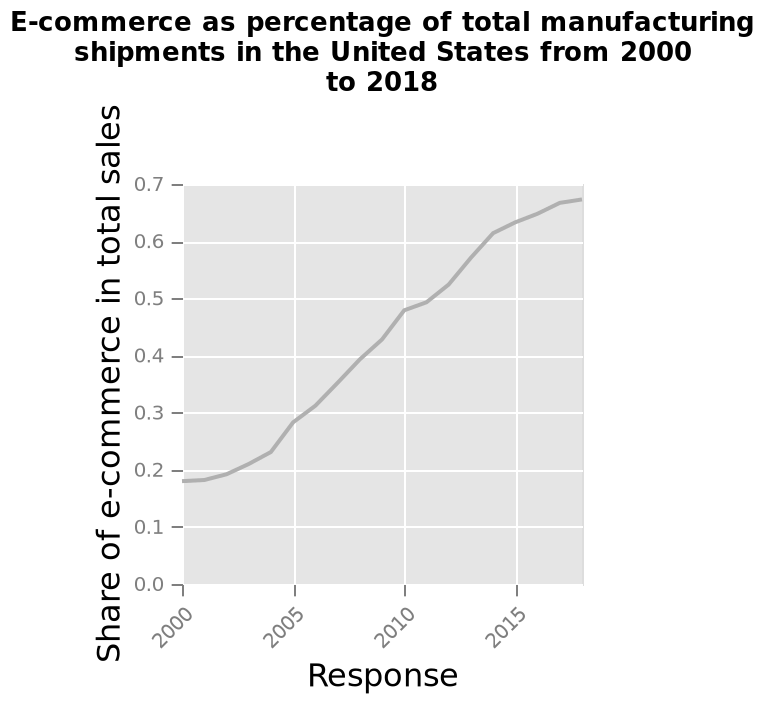 E-commerce as percentage of total manufacturing
shipments in the United States from 2000
to 2018
Share of e-commerce in total sales
0.7
0.6
0.5
0.4
0.3
0.2
0.1
0.0
2000
2005
2010
2015
Response